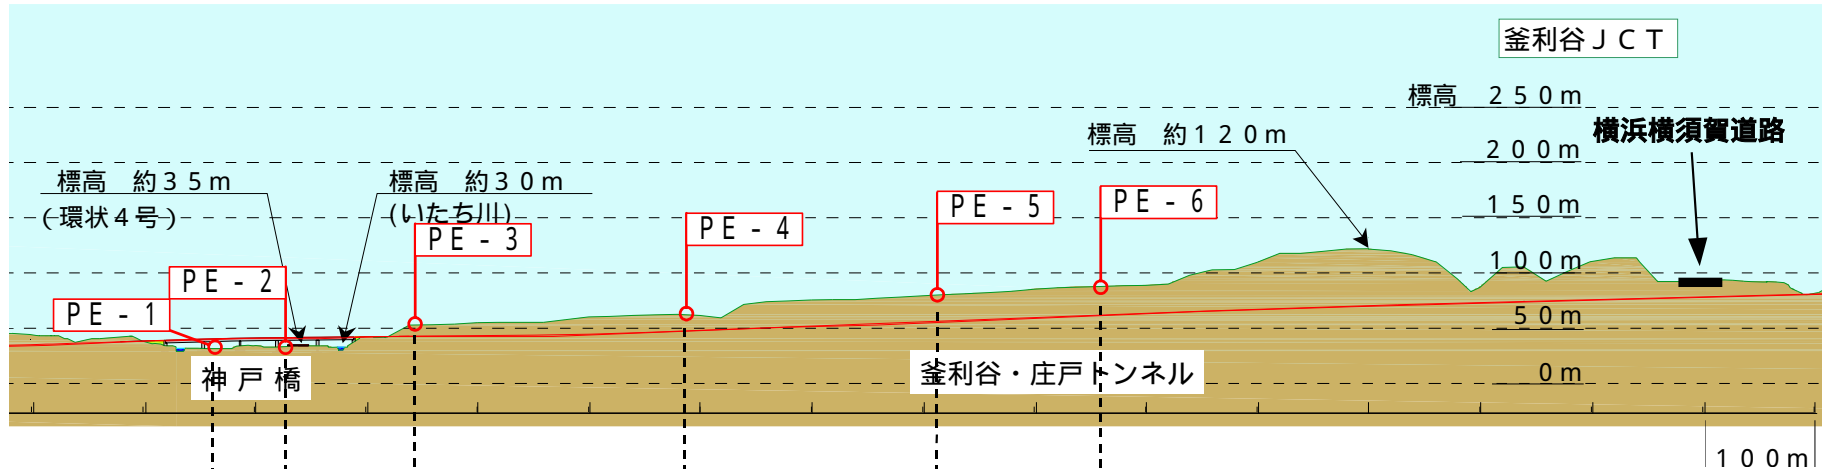 釜利谷ＪＣＴ
標高　２５０ｍ
標高　約１２０ｍ
横浜横須賀道路
２００ｍ
標高　約３５ｍ
（環状４号）
標高　約３０ｍ
(いたち川)
１５０ｍ
ＰＥ－５
ＰＥ－６
ＰＥ－４
ＰＥ－３
１００ｍ
ＰＥ－２
ＰＥ－１
５０ｍ
神戸橋
釜利谷・庄戸トンネル
０ｍ
１００ｍ